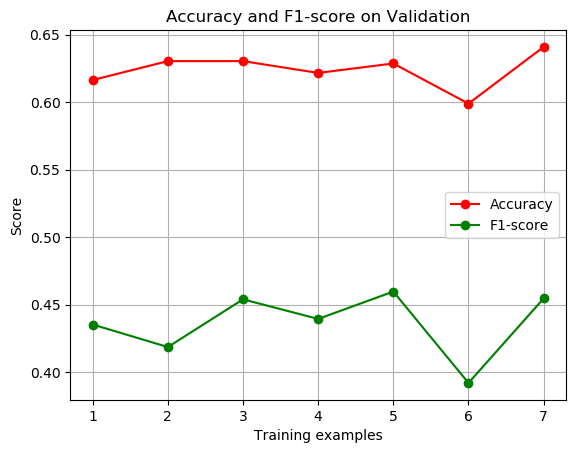 Accuracy and F1-score on Validation
0.65
0.60
0.55
0.50
0.45
0.40
Score
Accuracy
F1-score
1 2 3 4 5 6 7
Training examples